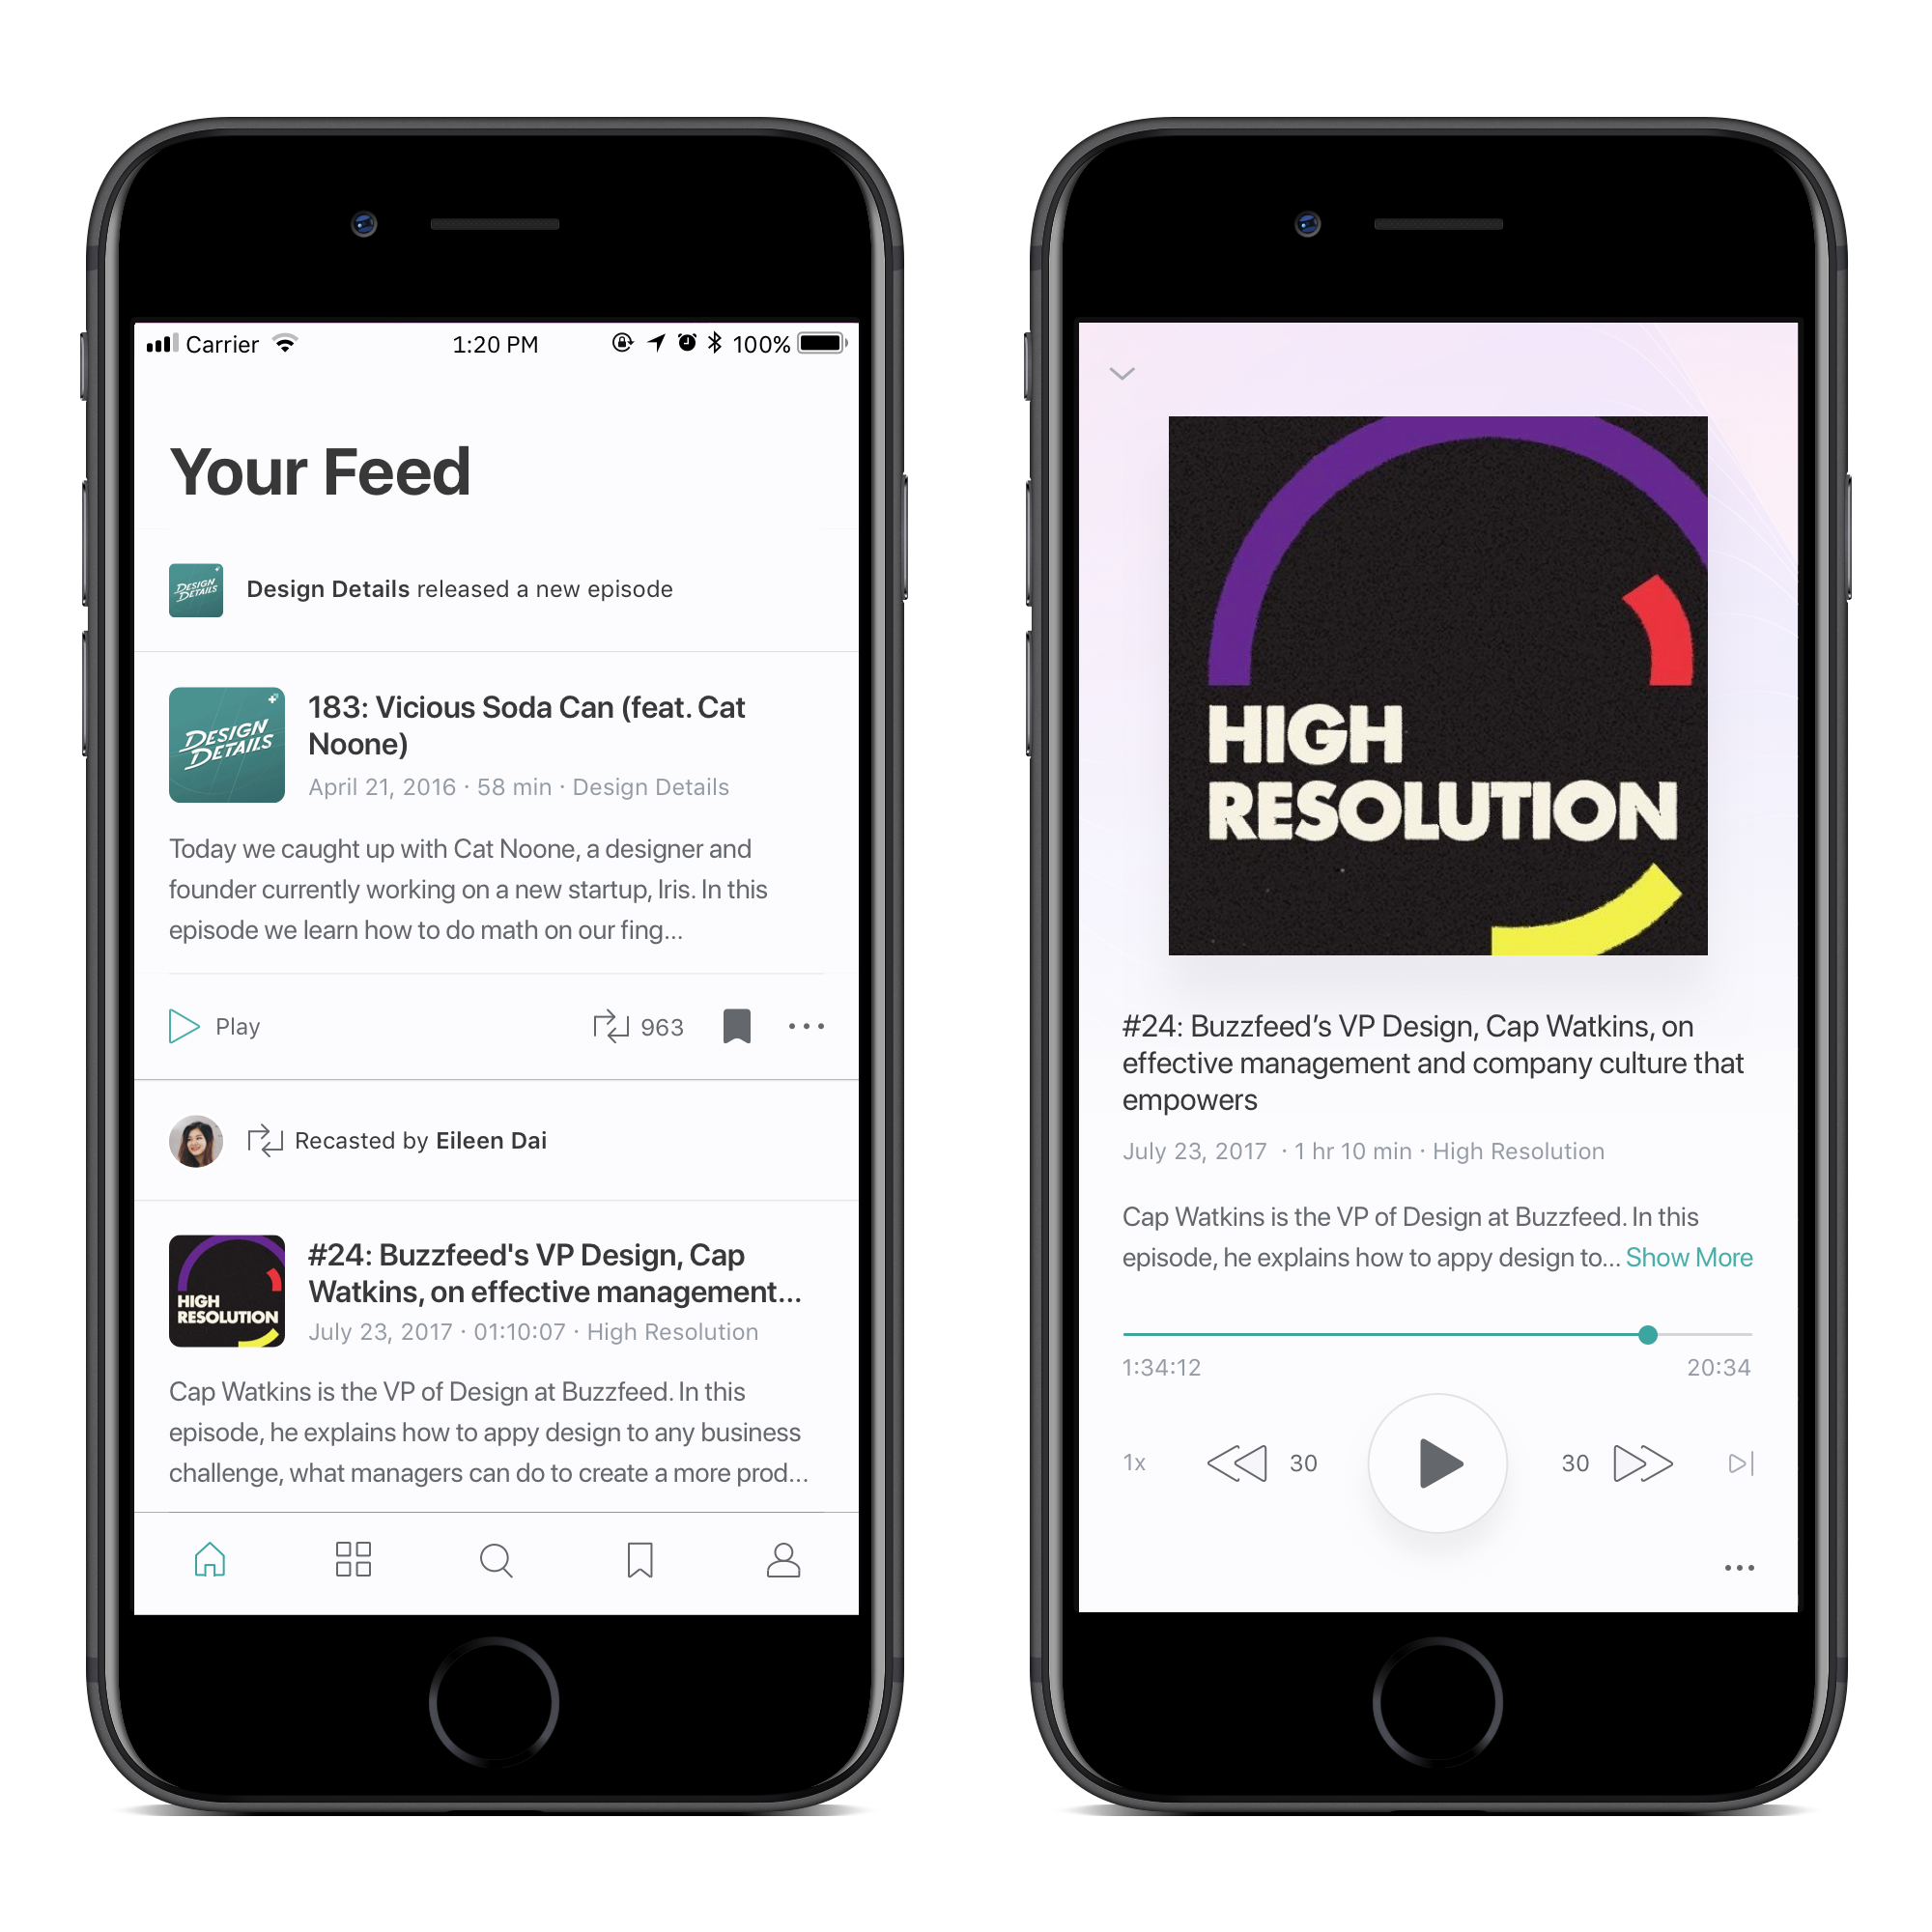 Carrier 1:20 PM 100%
Your Feed
DESIGN
DETAILS
Design Details released a new episode
DESIGN
DETAILS
183: Vicious Soda Can (feat. Cat
Noone)
April 21, 2016 · 58 min · Design Details
Today we caught up with Cat Noone, a designer and
founder currently working on a new startup, Iris. In this
episode we learn how to do math on our fing...
Play 963
Recasted by Eileen Dai
HIGH
RESOLUTION
#24: Buzzfeed's VP Design, Cap
Watkins, on effective management...
July 23, 2017 · 01:10:07 · High Resolution
Cap Watkins is the VP of Design at Buzzfeed. In this
episode, he explains how to appy design to any business
challenge, what managers can do to create a more prod...
HIGH
RESOLUTION
#24: Buzzfeed’s VP Design, Cap Watkins, on
effective management and company culture that
empowers
July 23, 2017 · 1 hr 10 min · High Resolution
Cap Watkins is the VP of Design at Buzzfeed. In this
episode, he explains how to appy design to... Show More
1:34:12 20:34
1x 30 30